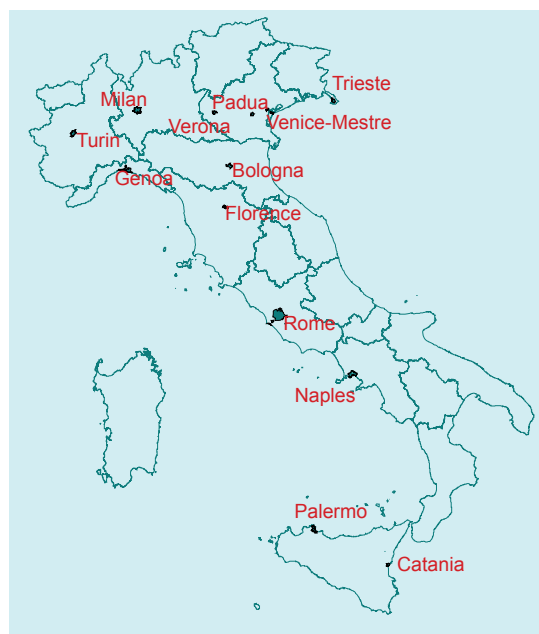 Trieste
Milan
Padua
Verona
Venice-Mestre
Turin
Bologna
Genoa
Florence
Rome
Naples
Palermo
Catania